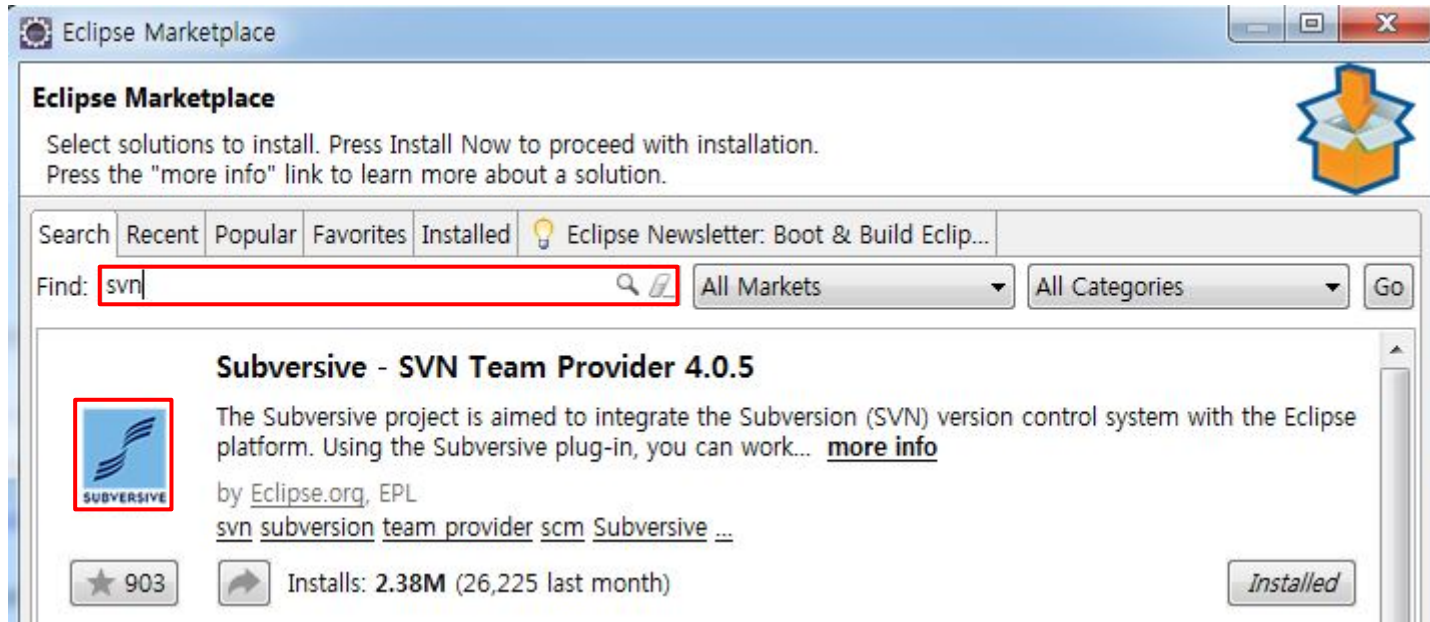 Eclipse Marketplace
Eclipse Marketplace
Select solutions to install. Press Install Now to proceed with installation.
Press the "more info" link to learn more about a solution.
Search Recent Popular Favorites Installed Eclipse Newsletter: Boot & Build Eclip...
Find: svn All Markets All Categories Go
Subversive - SVN Team Provider 4.0.5
The Subversive project is aimed to integrate the Subversion (SVN) version control system with the Eclipse
platform. Using the Subversive plug-in, you can work... more info
SUBVERSIVE
by Eclipse.org, EPL
svn subversion team provider scm Subversive ...
903 Installs: 2.38M (26,225 last month) Installed